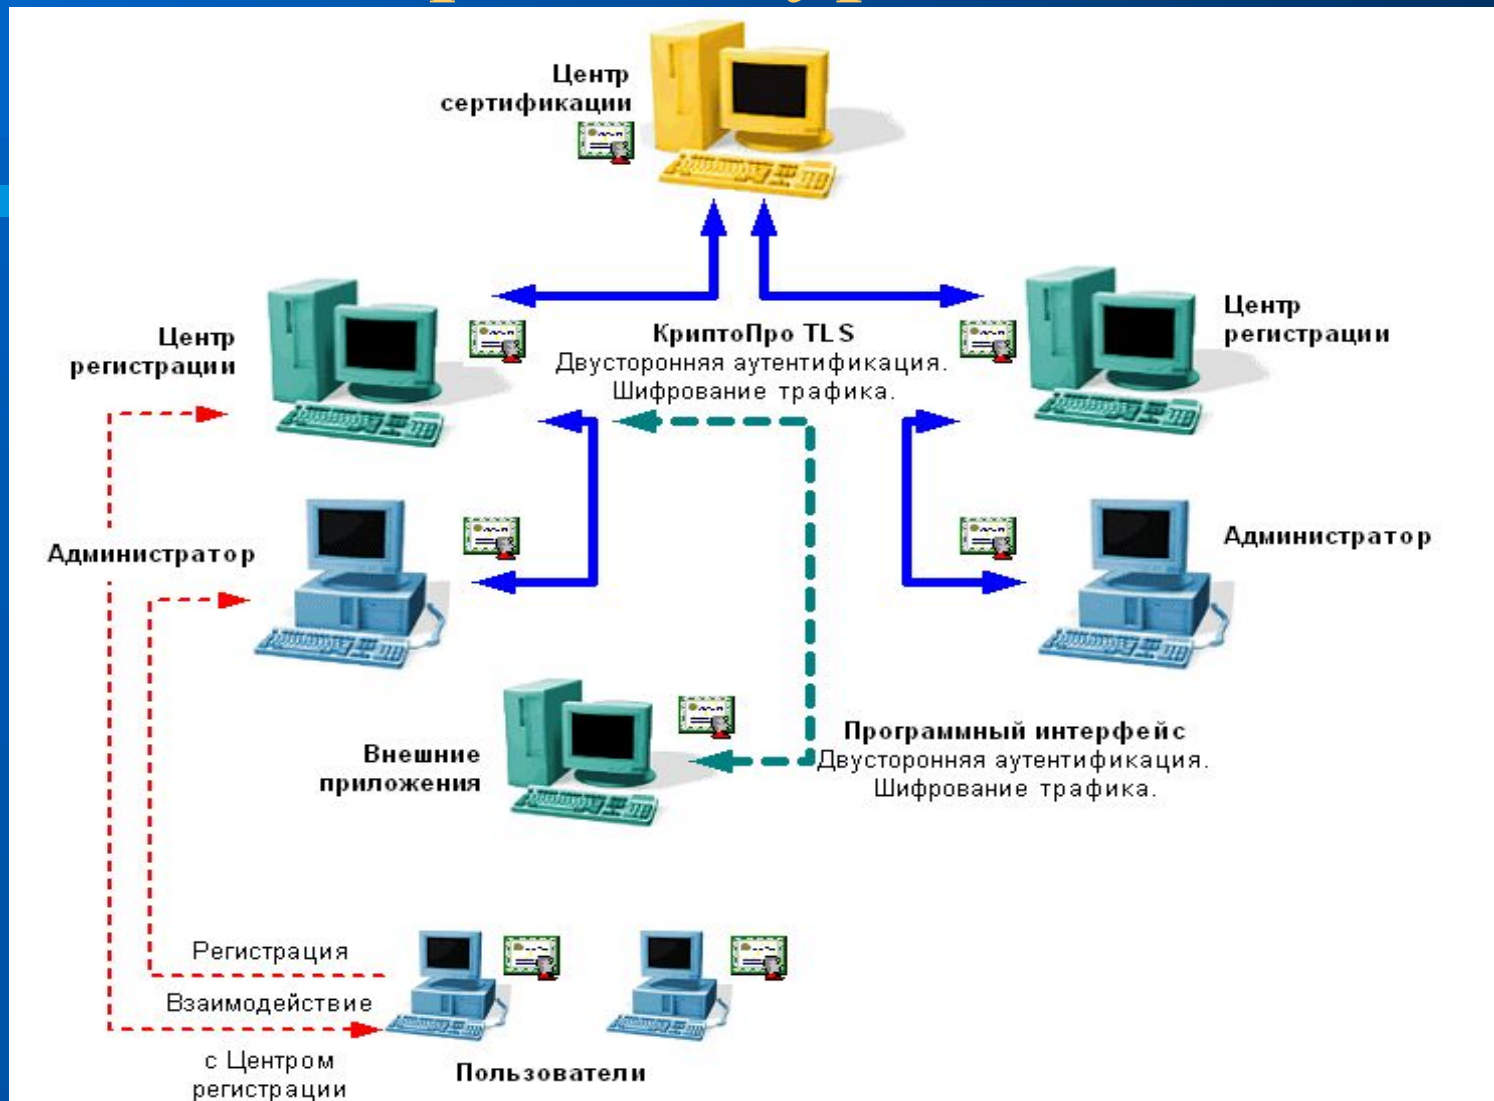 Центр
сертификации
Центр
регистрации
КриптоПро TLS
Двусторонняя аутентификация.
Шифрование трафика.
Центр
регистрации
Администратор
Администратор
Внешние
приложения
Программный интерфейс
Двусторонняя аутентификация.
Шифрование трафика.
Регистрация
Взаимодействие
с Центром
регистрации
Пользователи